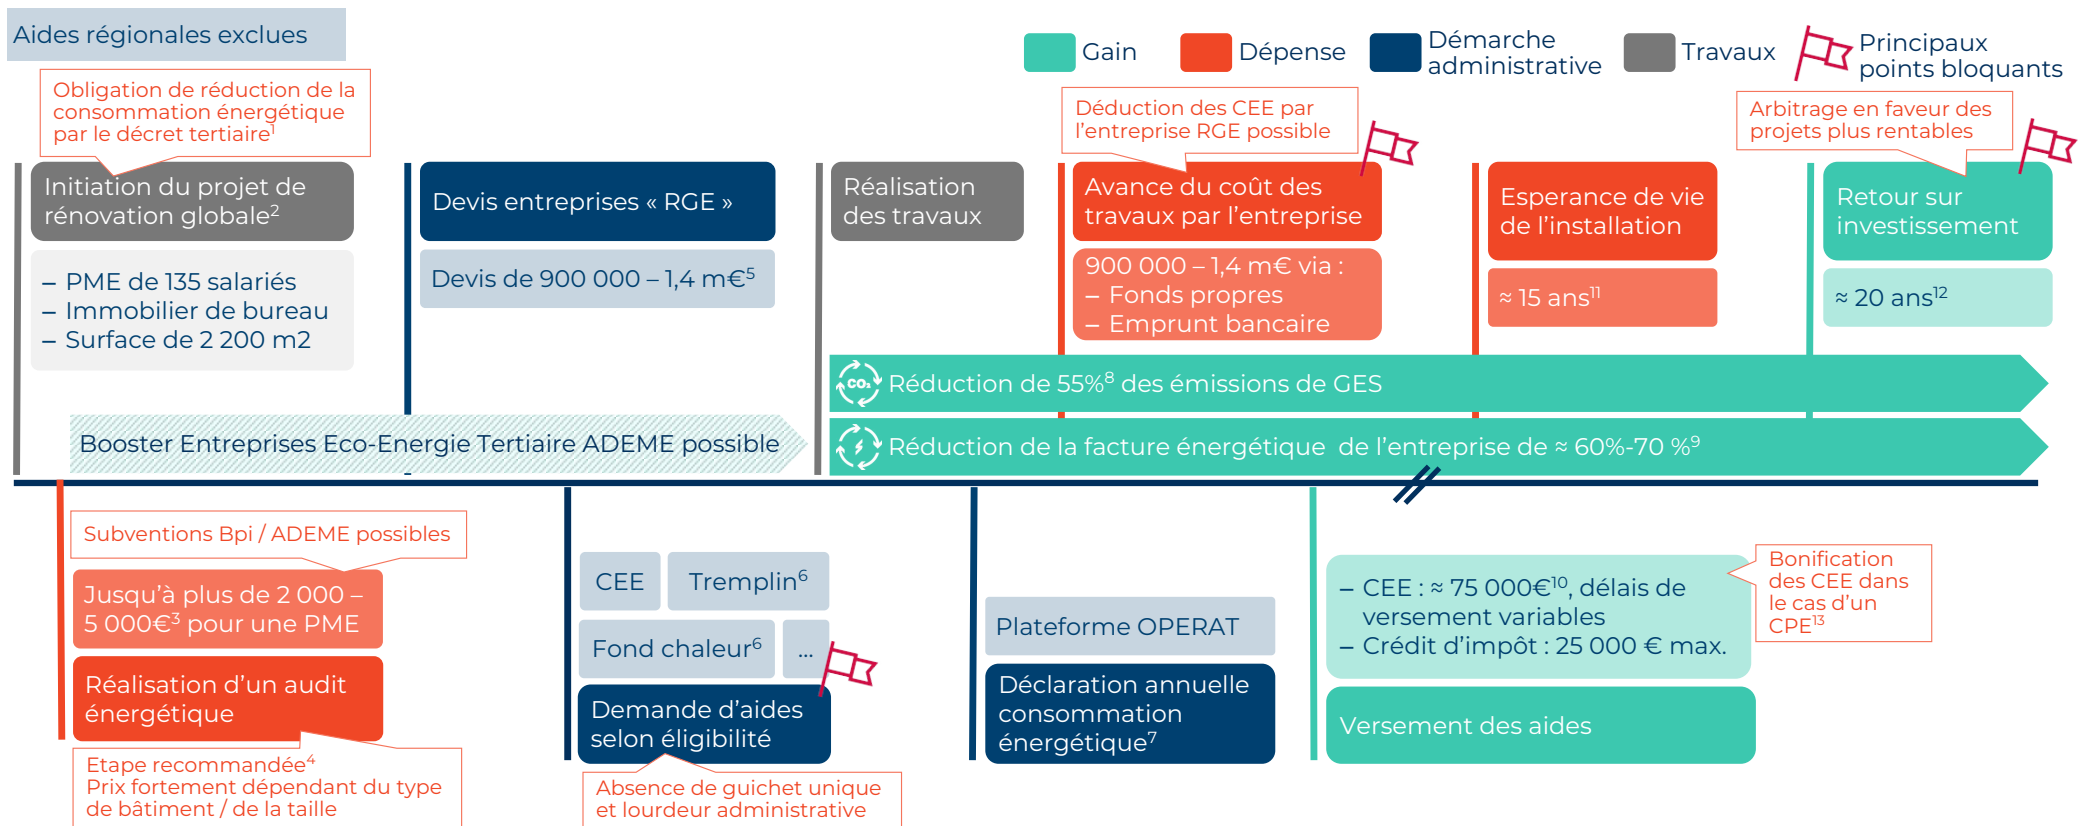 Aides régionales exclues
Gain
Dépense
Démarche
administrative
Travaux
Principaux
points bloquants
Obligation de réduction de la
consommation énergétique
par le décret tertiaire¹
Initiation du projet de
rénovation globale²
– PME de 135 salariés
– Immobilier de bureau
– Surface de 2 200 m2
Devis entreprises « RGE »
Devis de 900 000 – 1,4 m€⁵
Réalisation
des travaux
Déduction des CEE par
l’entreprise RGE possible
Avance du coût des
travaux par l’entreprise
900 000 – 1,4 m€ via :
– Fonds propres
– Emprunt bancaire
Esperance de vie
de l’installation
≈ 15 ans¹¹
Arbitrage en faveur des
projets plus rentables
Retour sur
investissement
≈ 20 ans¹²
CO₂
Réduction de 55%⁸ des émissions de GES
Booster Entreprises Eco-Energie Tertiaire ADEME possible
Réduction de la facture énergétique de l’entreprise de ≈ 60%-70 %⁹
Subventions Bpi / ADEME possibles
Jusqu’à plus de 2 000 –
5 000€³ pour une PME
Réalisation d’un audit
énergétique
Etape recommandée⁴
Prix fortement dépendant du type
de bâtiment / de la taille
CEE
Tremplin⁶
Fond chaleur⁶
...
Demande d’aides
selon éligibilité
Absence de guichet unique
et lourdeur administrative
Plateforme OPERAT
Déclaration annuelle
consommation
énergétique⁷
– CEE : ≈ 75 000€¹⁰, délais de
versement variables
– Crédit d’impôt : 25 000 € max.
Versement des aides
Bonification
des CEE dans
le cas d’un
CPE¹³